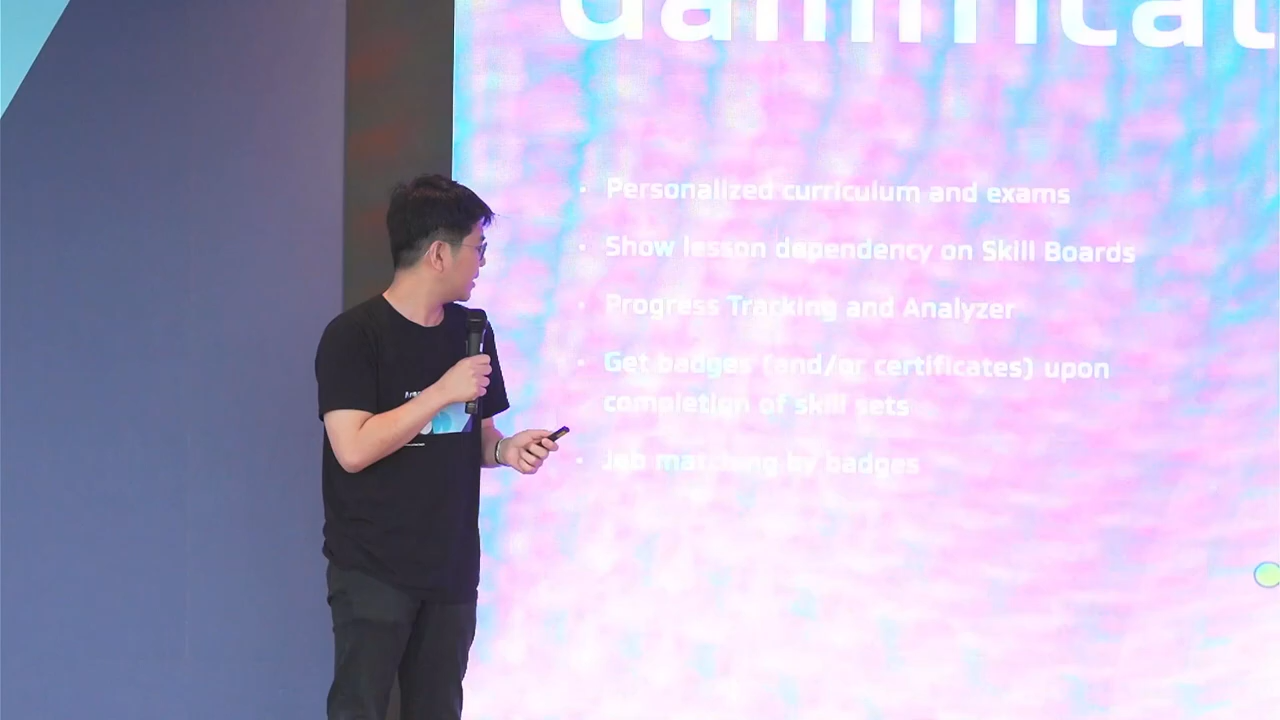 Gamificat
• Personalized curriculum and exams
• Show lesson dependency on Skill Boards
• Progress Tracking and Analyzer
• Get badges (and/or certificates) upon
completion of skill sets
• Job matching by badges